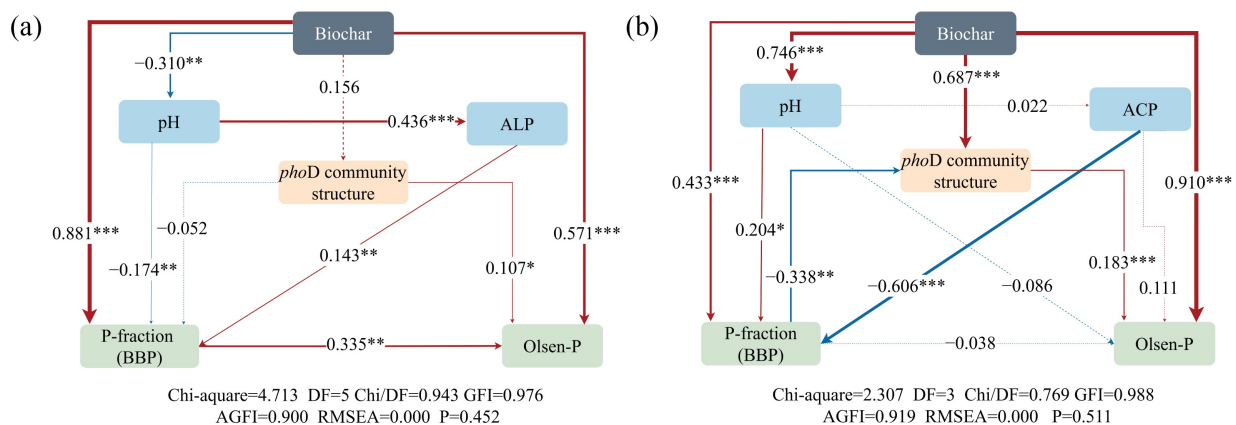 (a)
Biochar
−0.310**
0.156
pH
0.436***
ALP
phoD community
structure
−0.052
0.881***
0.571***
−0.174**
0.143**
0.107*
P-fraction
(BBP)
0.335**
Olsen-P
Chi-aquare=4.713 DF=5 Chi/DF=0.943 GFI=0.976
AGFI=0.900 RMSEA=0.000 P=0.452
(b)
Biochar
0.746***
0.687***
pH
0.022
ACP
phoD community
structure
0.433***
0.910***
0.204*
−0.338**
−0.606***
−0.086
0.183***
0.111
P-fraction
(BBP)
−0.038
Olsen-P
Chi-aquare=2.307 DF=3 Chi/DF=0.769 GFI=0.988
AGFI=0.919 RMSEA=0.000 P=0.511